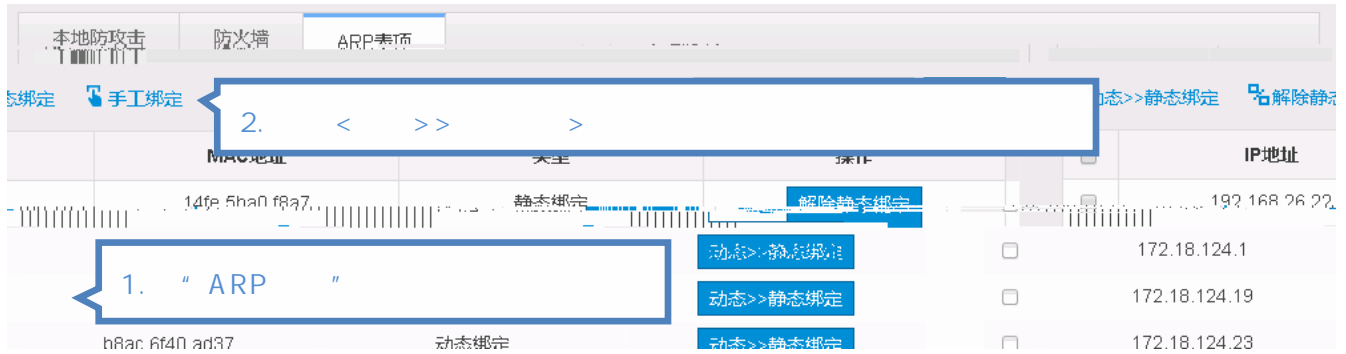 本地防攻击 防火墙 ARP表项
态绑定 手工绑定 动态>>静态绑定 解除静态
2. < >> >
MAC地址 类型 操作 IP地址
14fe.5ba0.f8a7 静态绑定 解除静态绑定 192.168.26.22
动态>>静态绑定 172.18.124.1
1. “ARP ”
动态>>静态绑定 172.18.124.19
b8ac.6f40.ad37 动态绑定 动态>>静态绑定 172.18.124.23